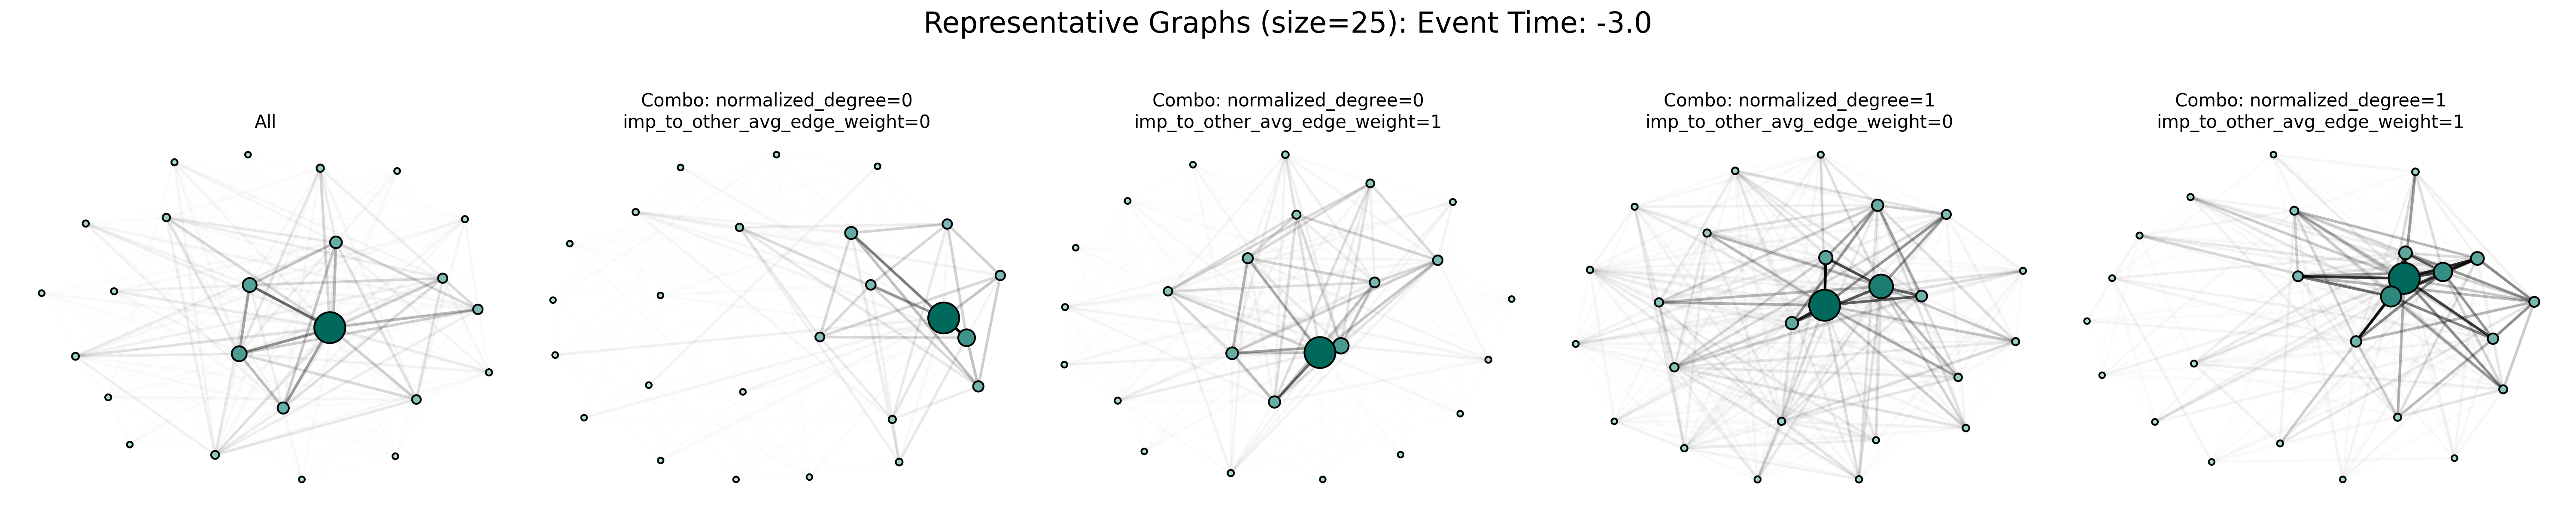 Representative Graphs (size=25): Event Time: -3.0
All
Combo: normalized_degree=0
imp_to_other_avg_edge_weight=0
Combo: normalized_degree=0
imp_to_other_avg_edge_weight=1
Combo: normalized_degree=1
imp_to_other_avg_edge_weight=0
Combo: normalized_degree=1
imp_to_other_avg_edge_weight=1